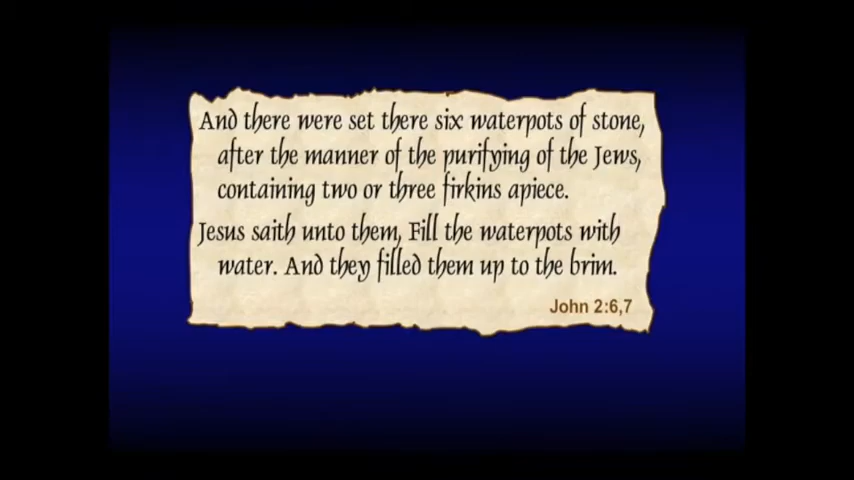 And there were set there six waterpots of stone,
after the manner of the purifying of the Jews,
containing two or three firkins apiece.
Jesus saith unto them, Fill the waterpots with
water. And they filled them up to the brim.
John 2:6,7